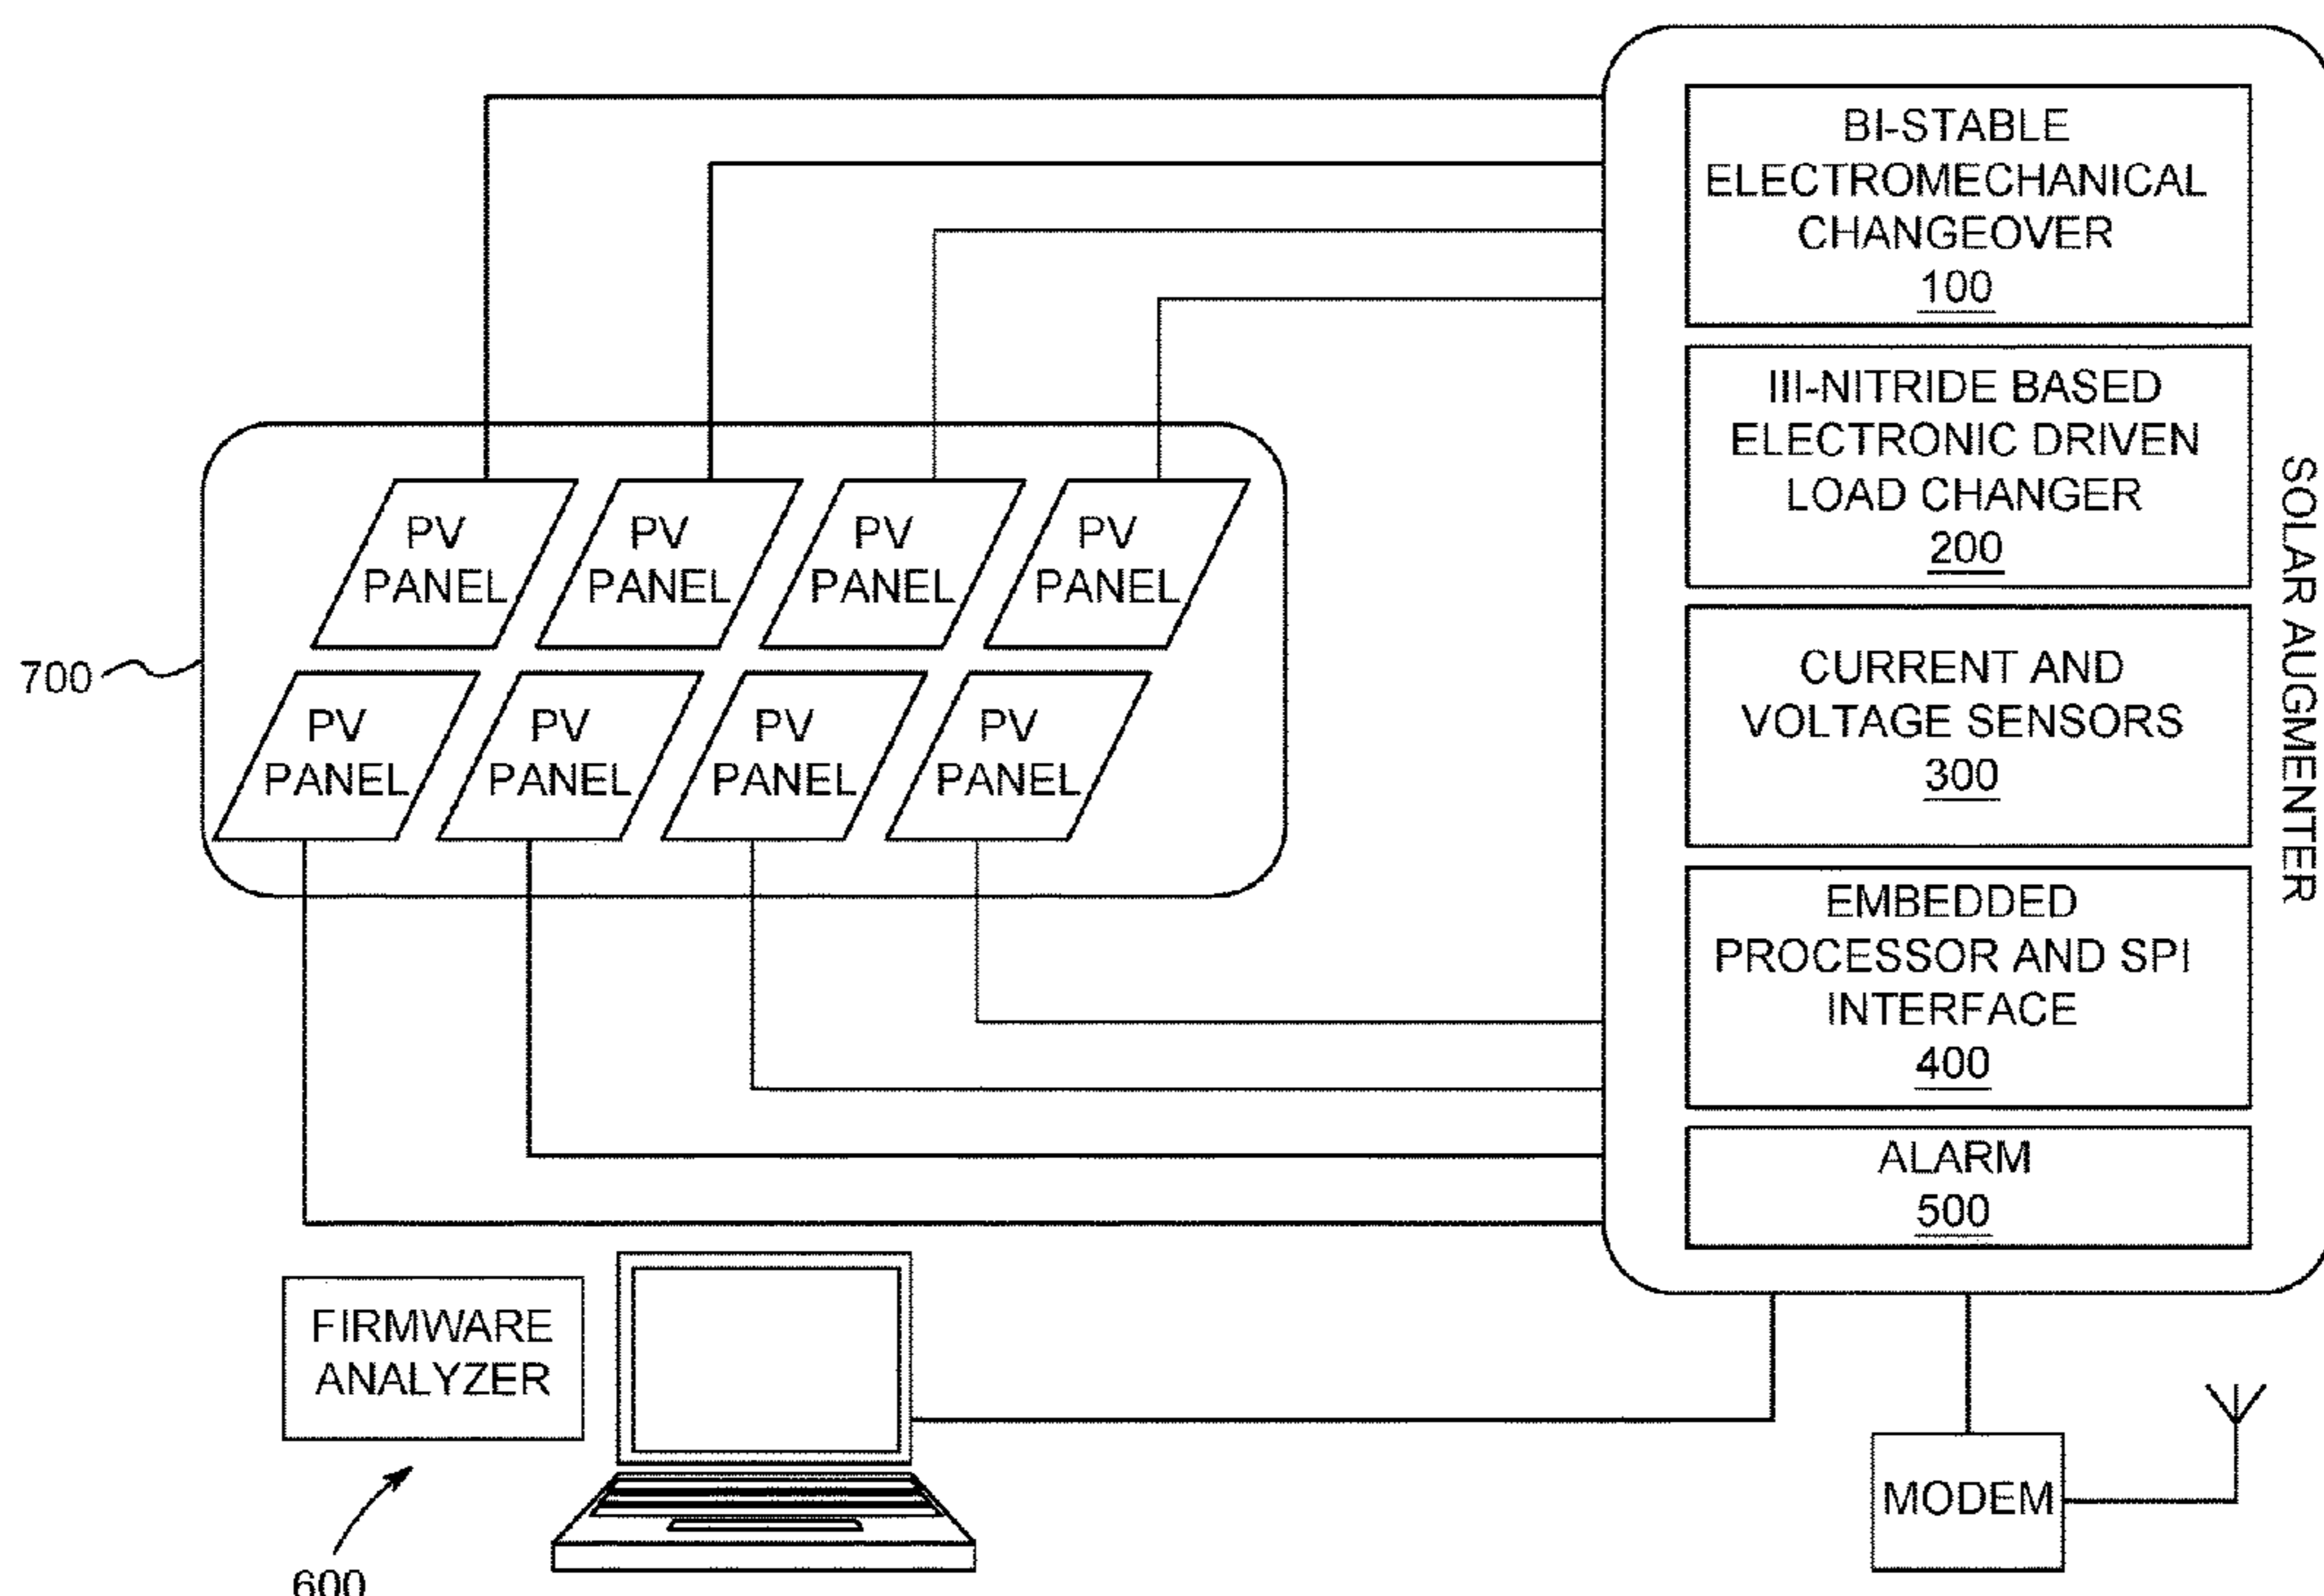 BI-STABLE
ELECTROMECHANICAL
CHANGEOVER
100
III-NITRIDE BASED
ELECTRONIC DRIVEN
LOAD CHANGER
200
CURRENT AND
VOLTAGE SENSORS
300
EMBEDDED
PROCESSOR AND SPI
INTERFACE
400
ALARM
500
SOLAR AUGMENTER
PV
PANEL
PV
PANEL
PV
PANEL
PV
PANEL
700
PV
PANEL
PV
PANEL
PV
PANEL
PV
PANEL
FIRMWARE
ANALYZER
600
MODEM